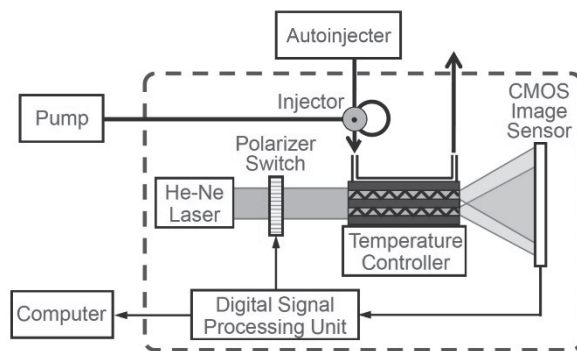 Autoinjecter
CMOS
Image
Sensor
Injector
Pump
Polarizer
Switch
He-Ne
Laser
Temperature
Controller
Computer
Digital Signal
Processing Unit